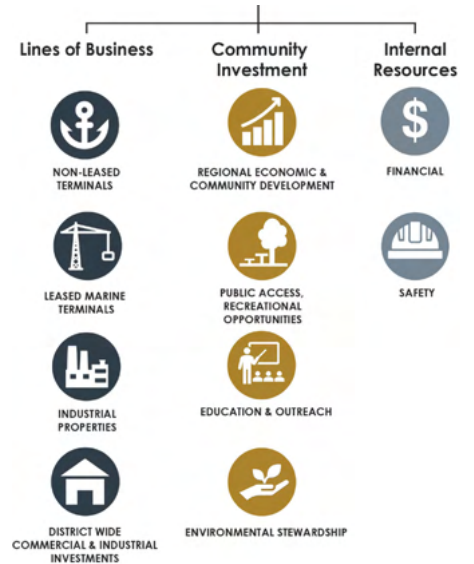 Lines of Business
NON-LEASED
TERMINALS
LEASED MARINE
TERMINALS
INDUSTRIAL
PROPERTIES
DISTRICT WIDE
COMMERCIAL & INDUSTRIAL
INVESTMENTS
Community
Investment
REGIONAL ECONOMIC &
COMMUNITY DEVELOPMENT
PUBLIC ACCESS,
RECREATIONAL
OPPORTUNITIES
EDUCATION & OUTREACH
ENVIRONMENTAL STEWARDSHIP
Internal
Resources
$
FINANCIAL
SAFETY